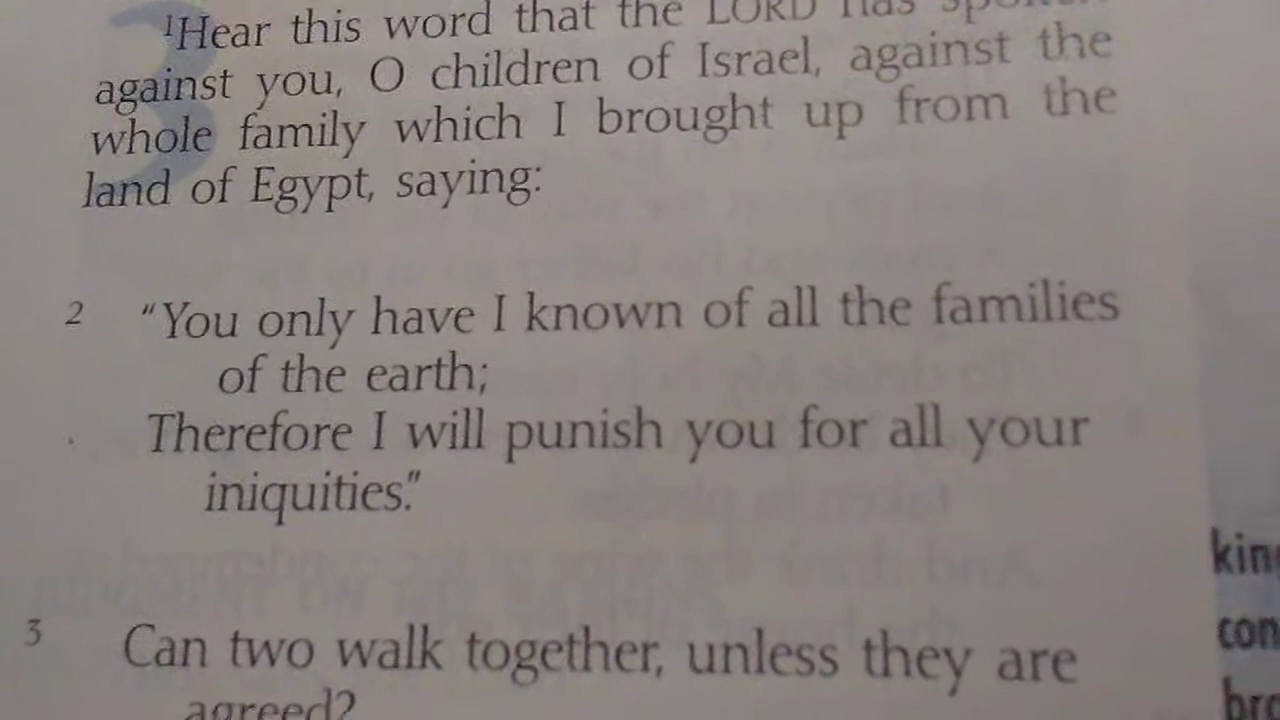 3
¹Hear this word that the LORD has spoken
against you, O children of Israel, against the
whole family which I brought up from the
land of Egypt, saying:
2 “You only have I known of all the families
of the earth;
Therefore I will punish you for all your
iniquities.”
3 Can two walk together, unless they are
agreed?
con